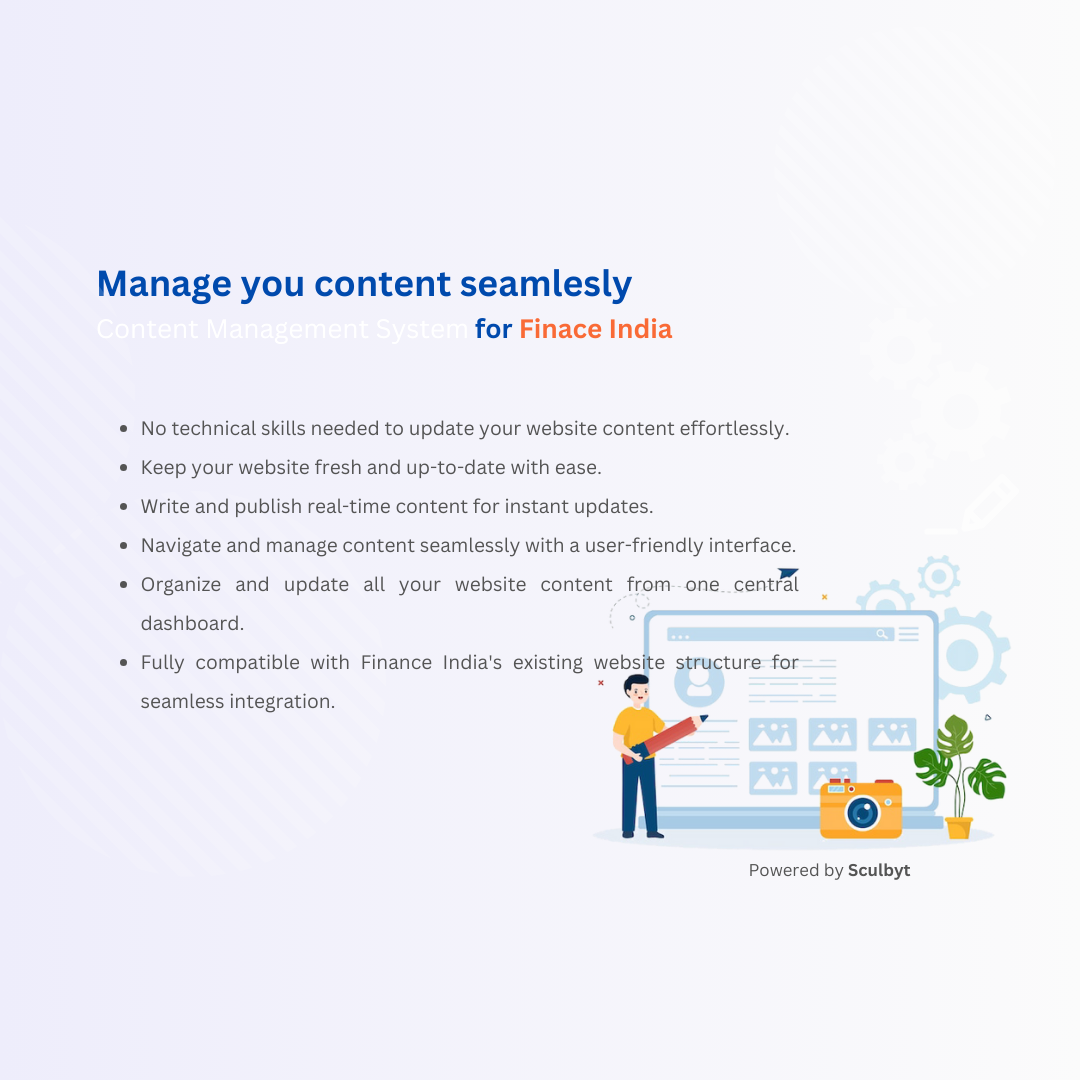 Manage you content seamlesly
Content Management System for Finace India
• No technical skills needed to update your website content effortlessly.
• Keep your website fresh and up-to-date with ease.
• Write and publish real-time content for instant updates.
• Navigate and manage content seamlessly with a user-friendly interface.
• Organize and update all your website content from one central
dashboard.
• Fully compatible with Finance India's existing website structure for
seamless integration.
Powered by Sculbyt